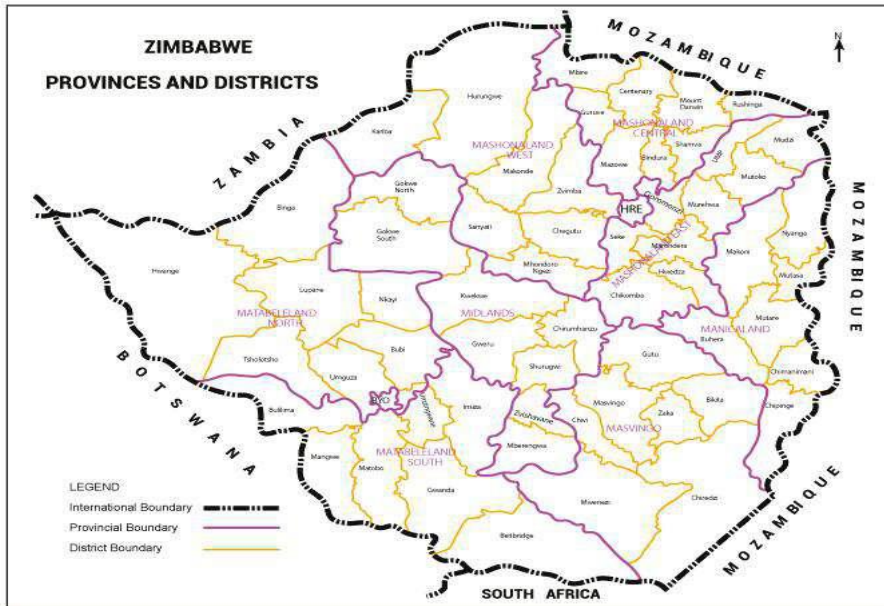 ZIMBABWE
PROVINCES AND DISTRICTS
MOZAMBIQUE
N
ZAMBIA
Mbire
Centenary
Mount
Darwin
Rushinga
Hurungwe
Guruve
MASHONALAND
CENTRAL
Kariba
MASHONALAND
WEST
Shamva
UMP
Mudzi
Makonde
Mazowe
Bindura
Mutoko
Gokwe
North
Zvimba
Goromonzi
Murehwa
HRE
Binga
Gokwe
South
Sanyati
Chegutu
Seke
Marondera
MASHONALAND EAST
Makoni
Nyanga
Hwange
Mhondoro
Ngezi
Hwedza
Mutasa
MOZAMBIQUE
Lupane
Nkayi
Kwekwe
Chikomba
MATABELELAND
NORTH
MIDLANDS
Chirumhanzu
MANICALAND
Mutare
Buhera
Tsholotsho
Bubi
Gweru
Gutu
Chimanimani
Umguza
Shurugwi
BYO
Umzingwane
Insiza
Zvishavane
Masvingo
Zaka
Bikita
Chipinge
Bulilima
Chivi
MASVINGO
BOTSWANA
Mangwe
Matobo
MATABELELAND
SOUTH
Mberengwa
Gwanda
Mwenezi
Chiredzi
Beitbridge
MOZAMBIQUE
SOUTH AFRICA
LEGEND
International Boundary
Provincial Boundary
District Boundary